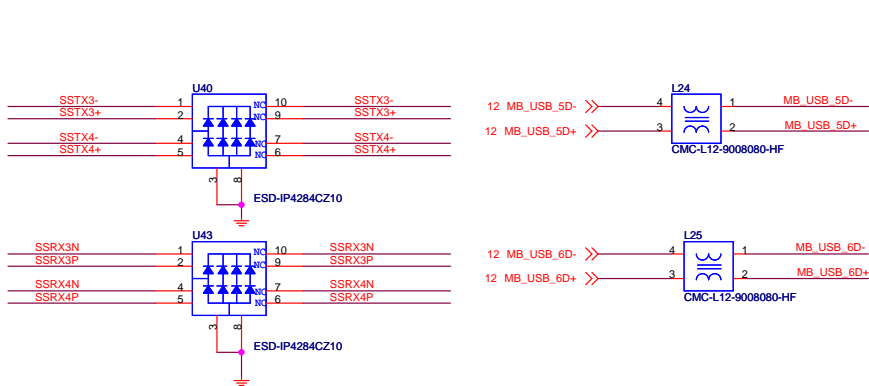 U40
SSTX3- 1 NC 10 SSTX3-
SSTX3+ 2 NC 9 SSTX3+
SSTX4- 4 NC 7 SSTX4-
SSTX4+ 5 NC 6 SSTX4+
3 8
ESD-IP4284CZ10
L24
12 MB_USB_5D- 4 1 MB_USB_5D-
12 MB_USB_5D+ 3 2 MB_USB_5D+
CMC-L12-9008080-HF
U43
SSRX3N 1 NC 10 SSRX3N
SSRX3P 2 NC 9 SSRX3P
SSRX4N 4 NC 7 SSRX4N
SSRX4P 5 NC 6 SSRX4P
3 8
ESD-IP4284CZ10
L25
12 MB_USB_6D- 4 1 MB_USB_6D-
12 MB_USB_6D+ 3 2 MB_USB_6D+
CMC-L12-9008080-HF